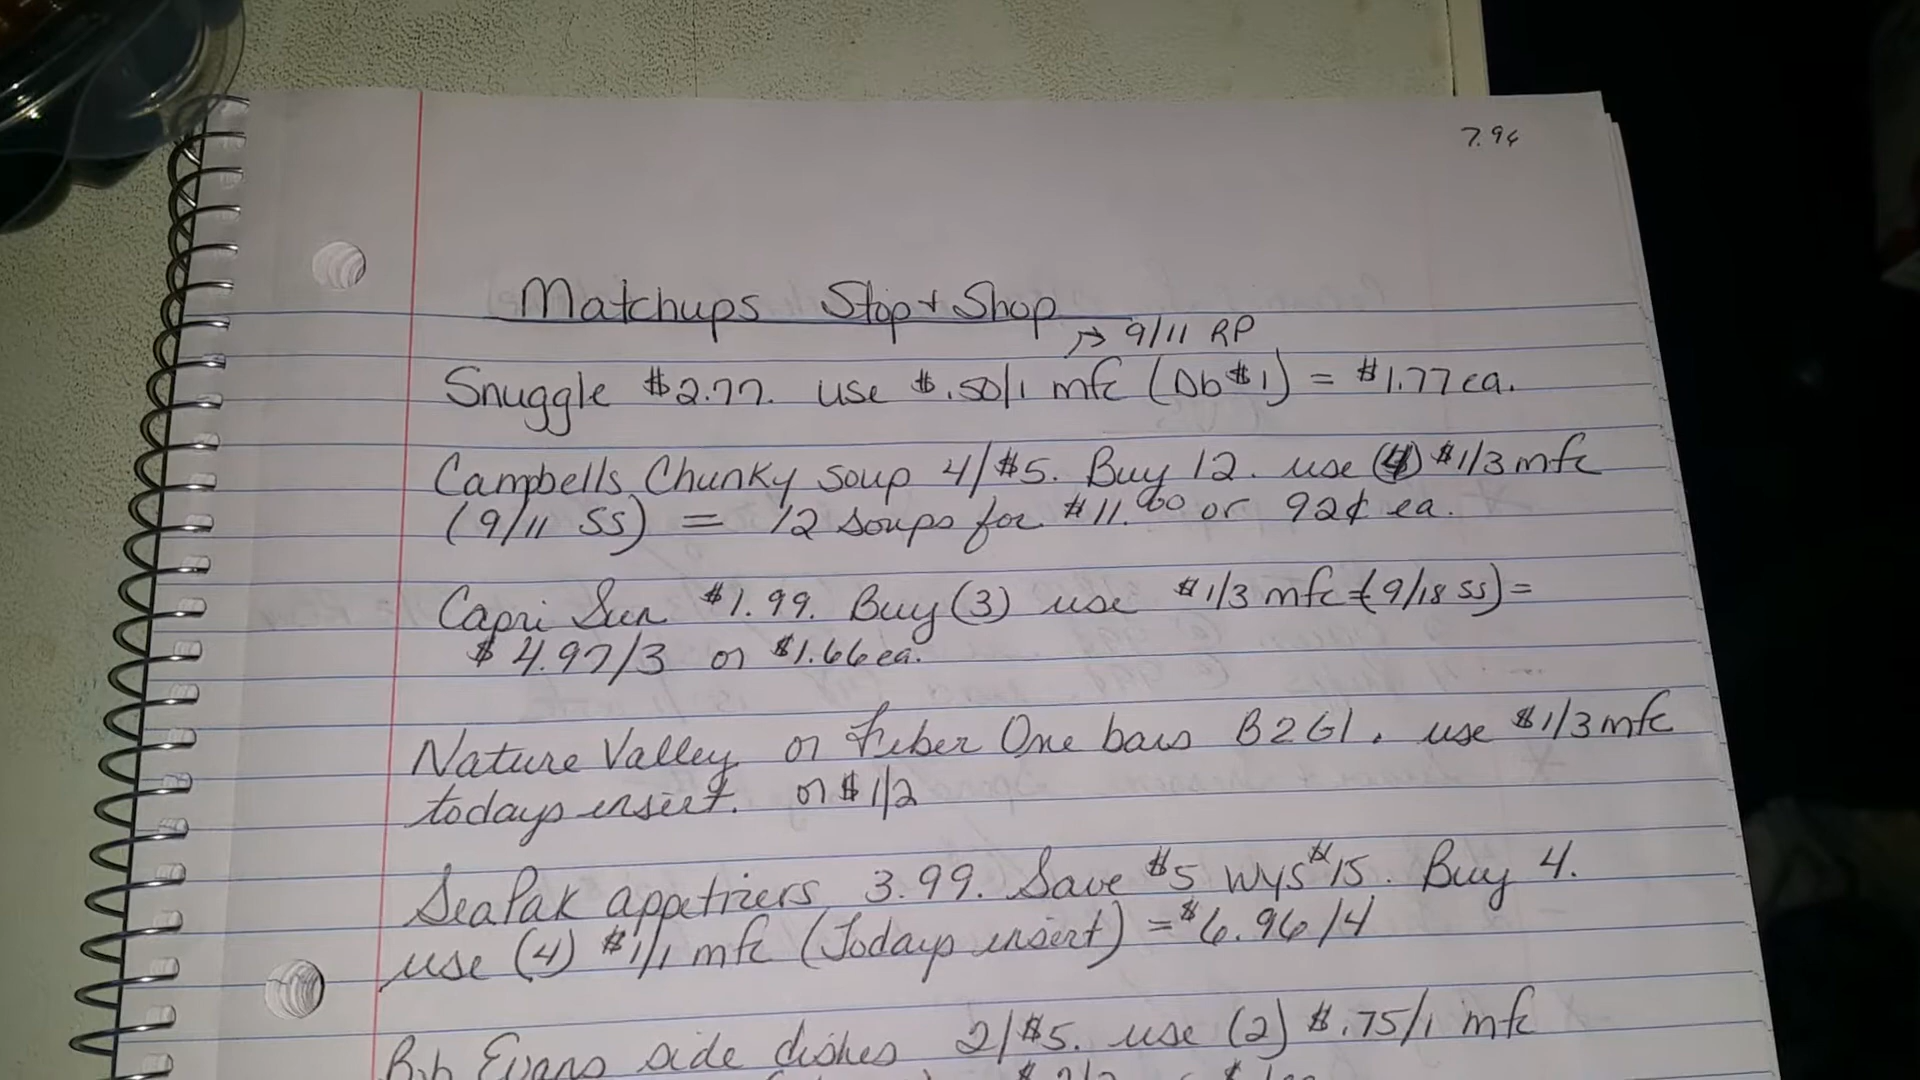 7.96
Matchups Stop + Shop
→ 9/11 RP
Snuggle $2.77. use $.50/1 mfc (Db $1) = $1.77 ea.
Campbells Chunky soup 4/$5. Buy 12. use (4) $1/3 mfc
(9/11 SS) = 12 soups for $11.00 or 92¢ ea.
Capri Sun $1.99. Buy (3) use $1/3 mfc (9/18 SS) =
$4.97/3 or $1.66 ea.
Nature Valley or Fiber One bars B2G1. use $1/3 mfc
todays insert. or $1/2
SeaPak appetizers 3.99. Save $5 wys $15. Buy 4.
use (4) $1/1 mfc (Todays insert) = $6.96/4
Bob Evans side dishes 2/$5. use (2) $.75/1 mfc